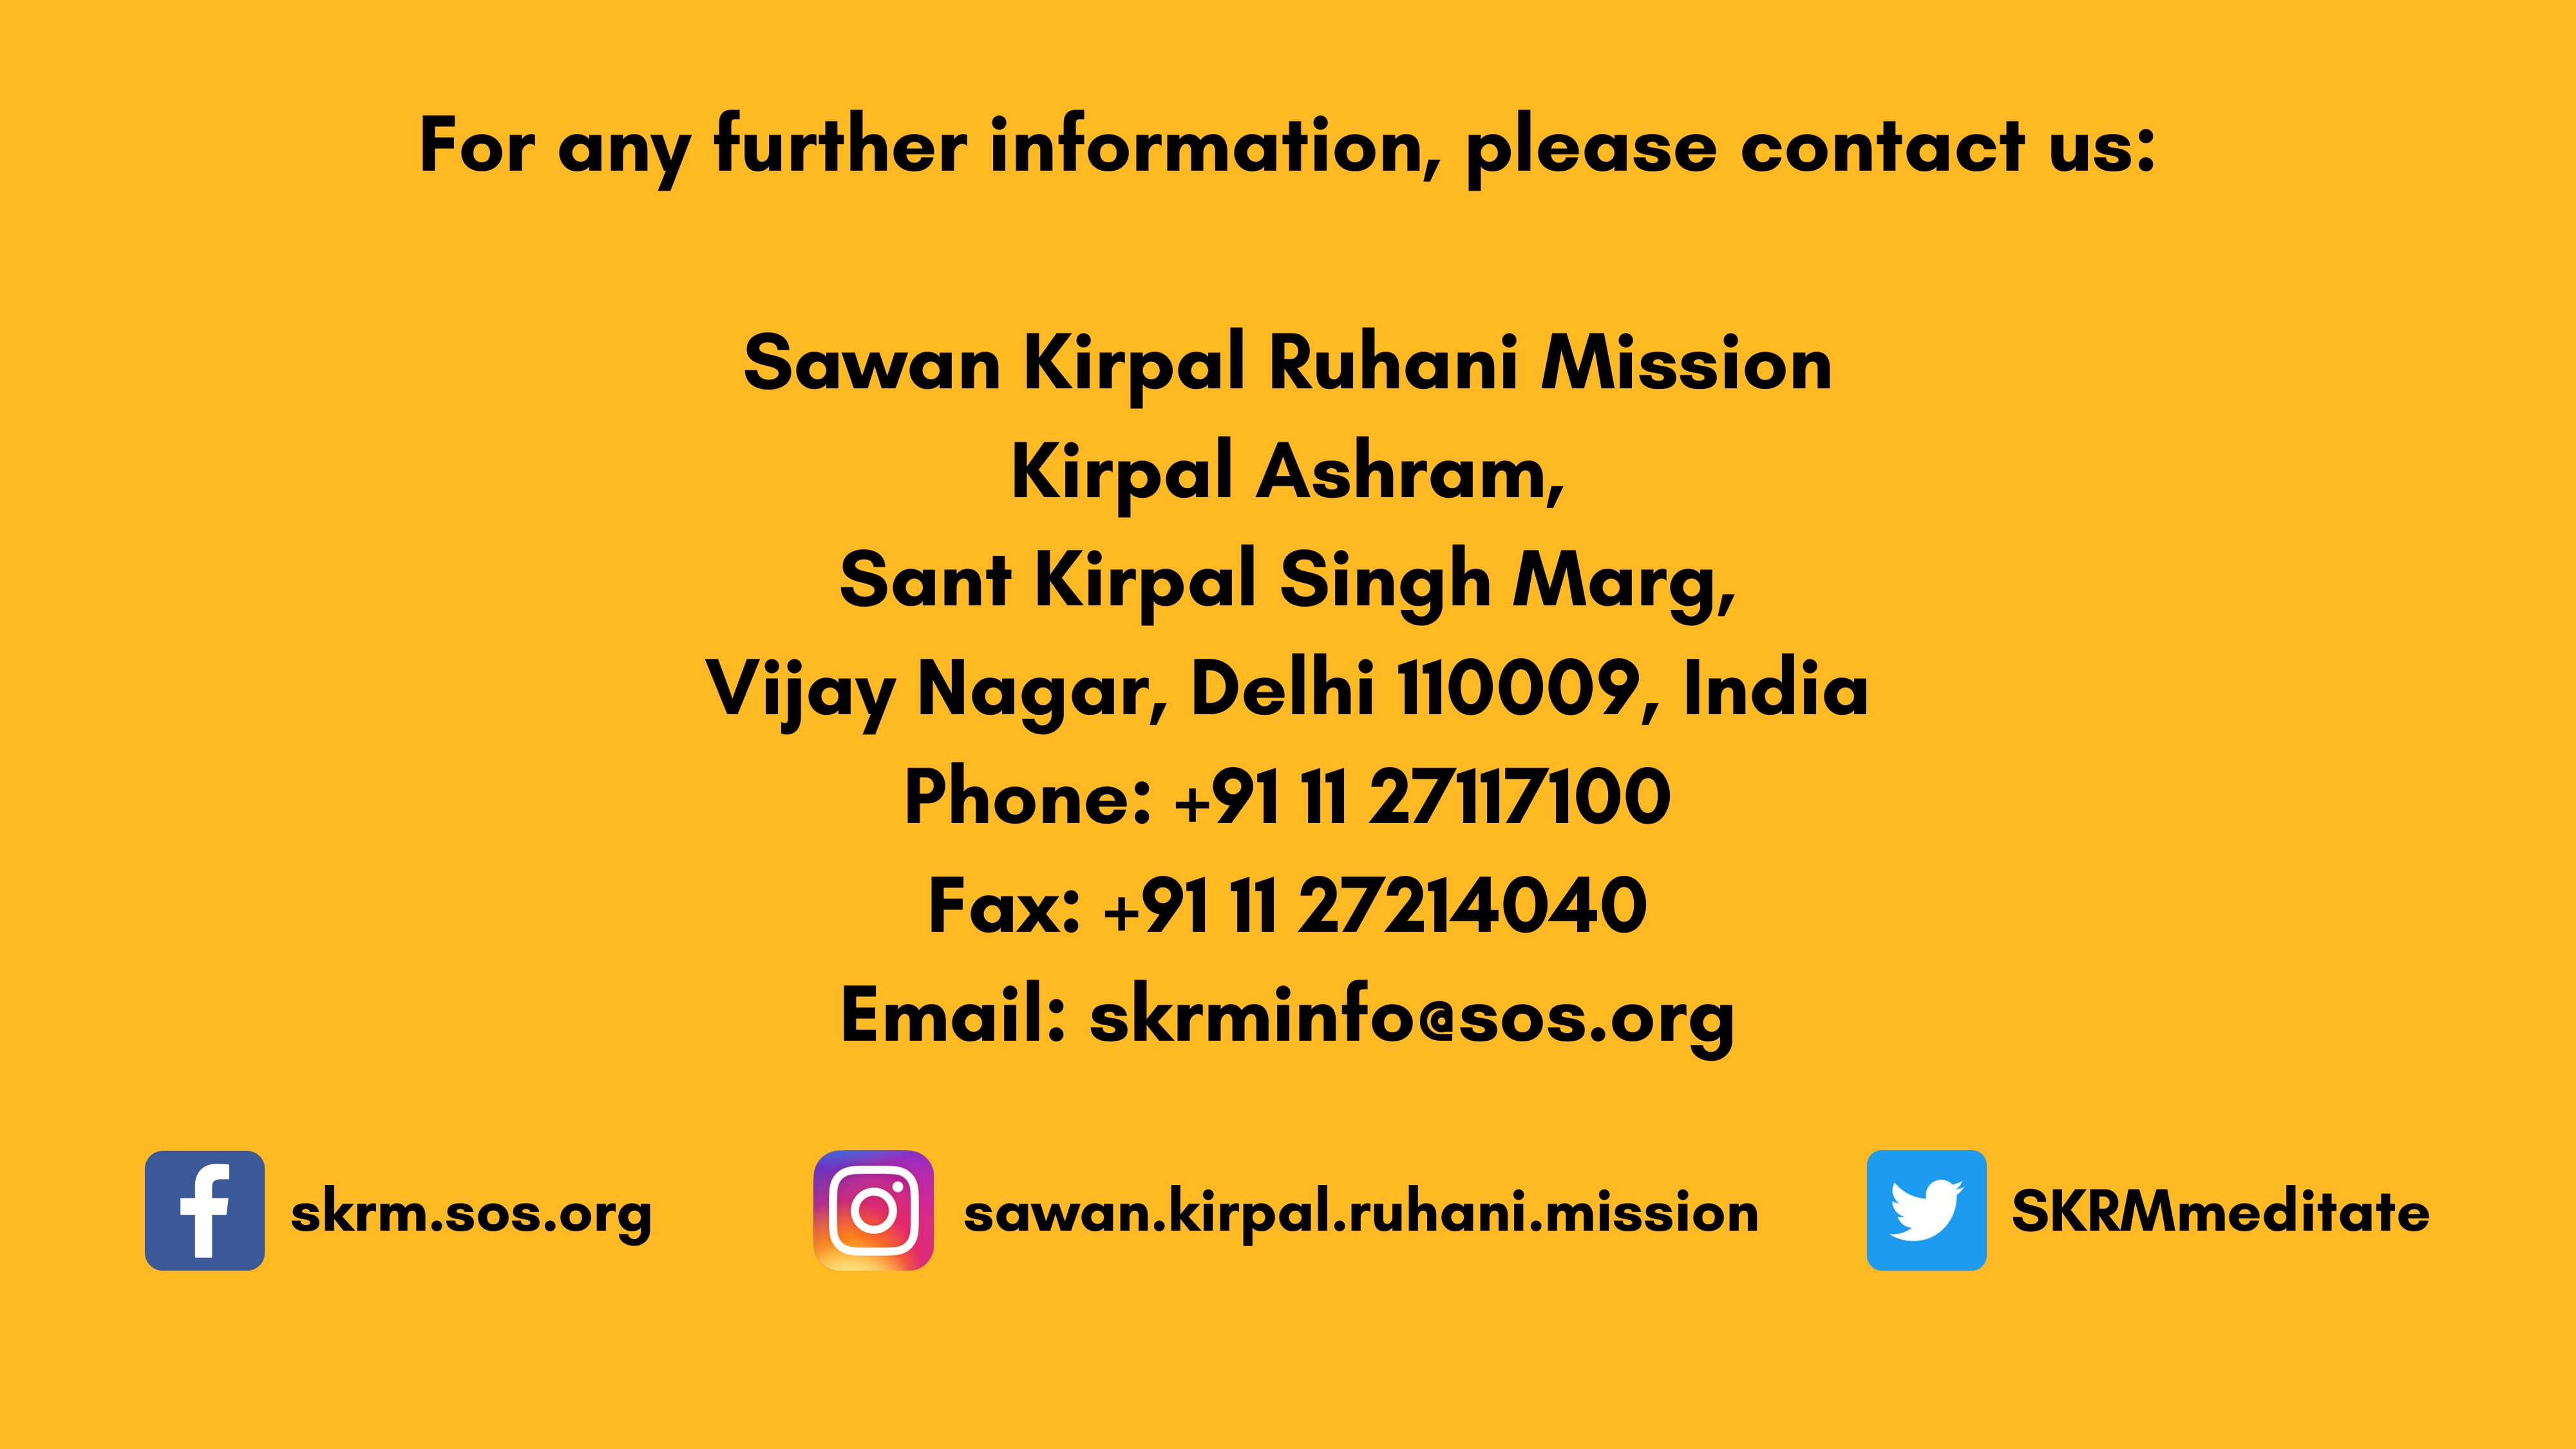 For any further information, please contact us:
Sawan Kirpal Ruhani Mission
Kirpal Ashram,
Sant Kirpal Singh Marg,
Vijay Nagar, Delhi 110009, India
Phone: +91 11 27117100
Fax: +91 11 27214040
Email: skrminfo@sos.org
skrm.sos.org
sawan.kirpal.ruhani.mission
SKRMmeditate